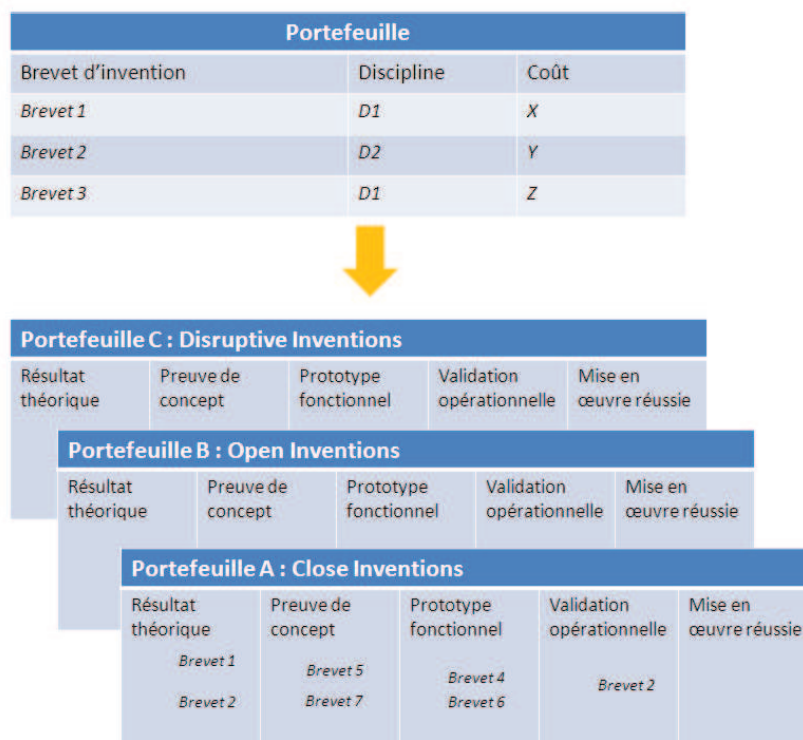 Portefeuille
Brevet d'invention Discipline Coût
Brevet 1 D1 X
Brevet 2 D2 Y
Brevet 3 D1 Z
Portefeuille C : Disruptive Inventions
Résultat Preuve de Prototype Validation Mise en
théorique concept fonctionnel opérationnelle œuvre réussie
Portefeuille B : Open Inventions
Résultat Preuve de Prototype Validation Mise en
théorique concept fonctionnel opérationnelle œuvre réussie
Portefeuille A : Close Inventions
Résultat Preuve de Prototype Validation Mise en
théorique concept fonctionnel opérationnelle œuvre réussie
Brevet 1 Brevet 5 Brevet 4 Brevet 2
Brevet 2 Brevet 7 Brevet 6